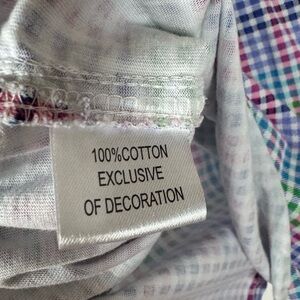 100%COTTON
EXCLUSIVE
OF DECORATION